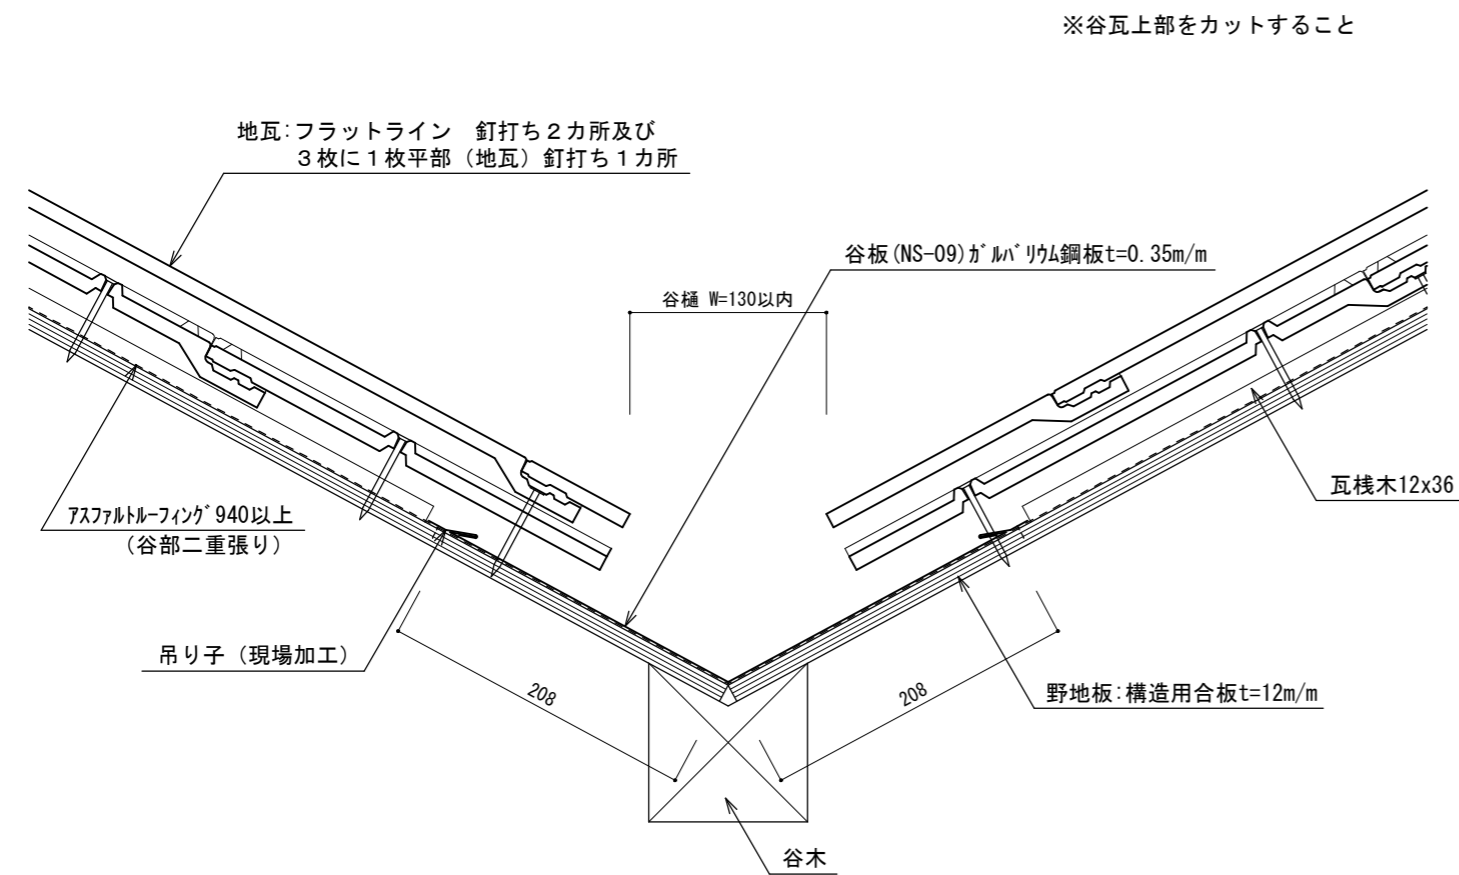 ※谷瓦上部をカットすること
地瓦:フラットライン　釘打ち２カ所及び
３枚に１枚平部（地瓦）釘打ち１カ所
谷板(NS-09)ｶﾞﾙﾊﾞﾘｳﾑ鋼板t=0.35m/m
谷樋 W=130以内
瓦桟木12x36
ｱｽﾌｧﾙﾄﾙｰﾌｨﾝｸﾞ940以上
（谷部二重張り）
吊り子（現場加工）
208
208
野地板:構造用合板t=12m/m
谷木